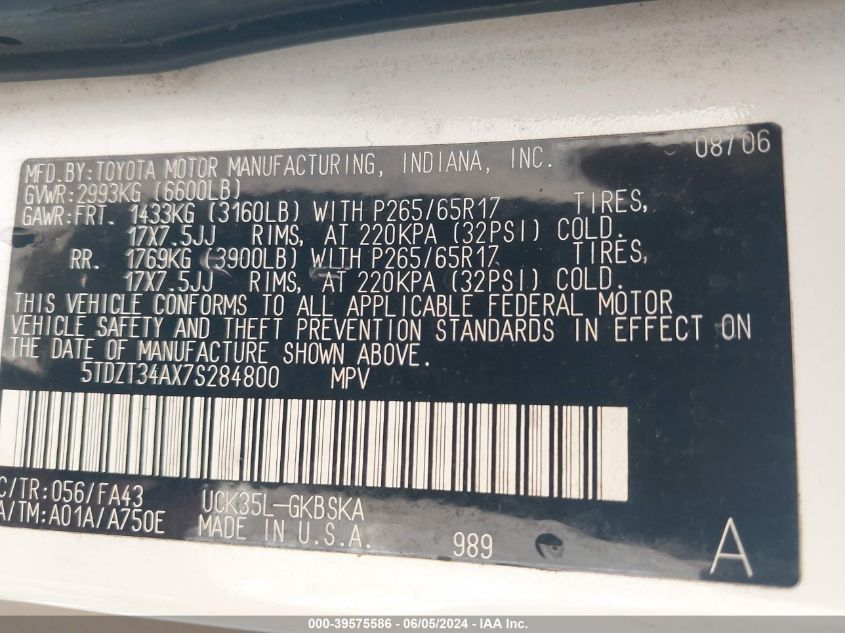 08/06
MFD.BY:TOYOTA MOTOR MANUFACTURING, INDIANA, INC.
GVWR:2993KG (6600LB)
GAWR:FRT. 1433KG (3160LB) WITH P265/65R17 TIRES,
17X7.5JJ RIMS, AT 220KPA (32PSI) COLD.
RR. 1769KG (3900LB) WITH P265/65R17 TIRES,
17X7.5JJ RIMS, AT 220KPA (32PSI) COLD.
THIS VEHICLE CONFORMS TO ALL APPLICABLE FEDERAL MOTOR
VEHICLE SAFETY AND THEFT PREVENTION STANDARDS IN EFFECT ON
THE DATE OF MANUFACTURE SHOWN ABOVE.
5TDZT34AX7S284800 MPV
C/TR:056/FA43 UCK35L-GKBSKA
A/TM:A01A/A750E MADE IN U.S.A. 989 A
000-39575586 - 06/05/2024 - IAA Inc.